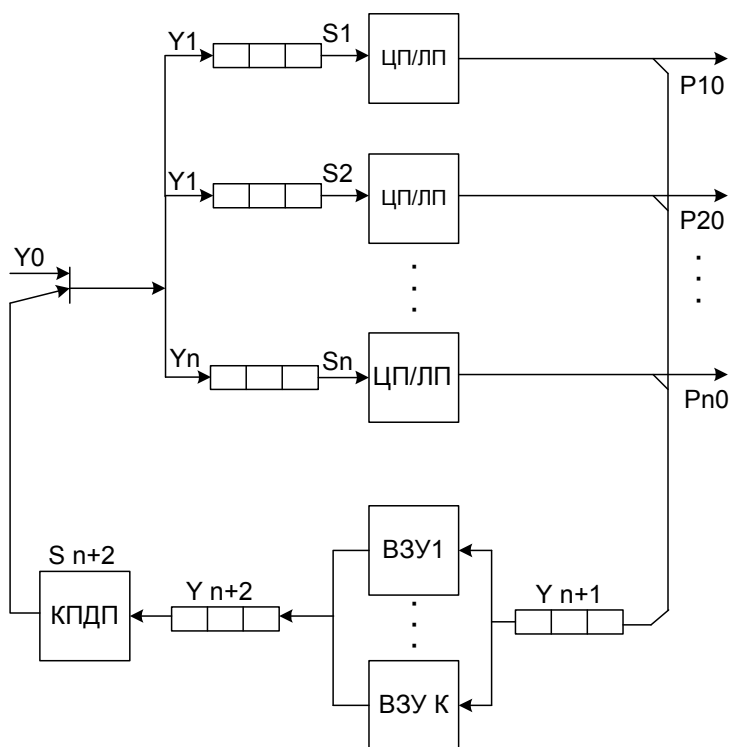 Y1
S1
ЦП/ЛП
P10
Y1
S2
ЦП/ЛП
P20
Y0
Yn
Sn
ЦП/ЛП
Pn0
S n+2
КПДП
Y n+2
ВЗУ1
Y n+1
ВЗУ К